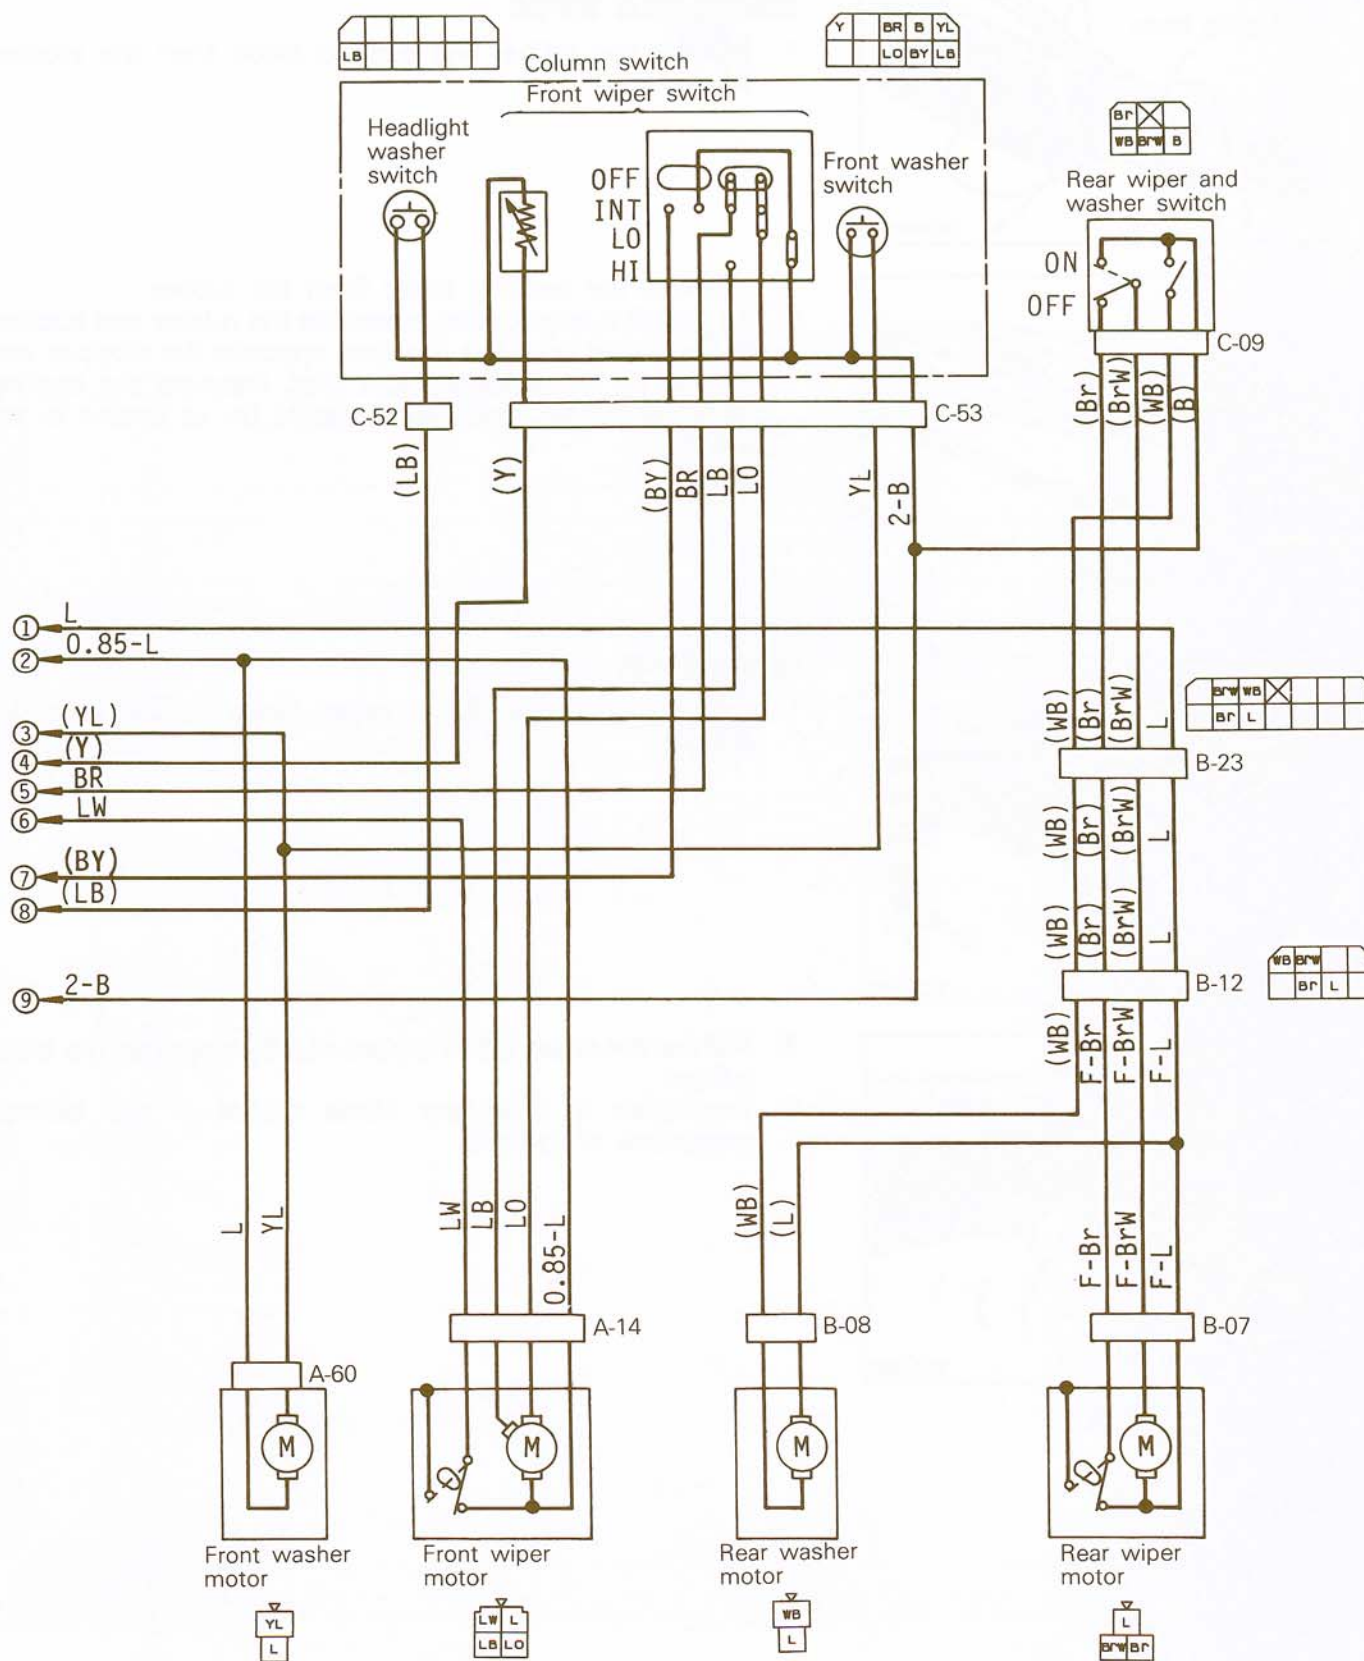 LB
Y BR B YL
LO BY LB
Column switch
Front wiper switch
Headlight
washer
switch
OFF
INT
LO
HI
Front washer
switch
Br
WB BrW B
Rear wiper and
washer switch
ON
OFF
C-09
C-52
C-53
(LB)
(Y)
(BY)
BR
LB
LO
YL
2-B
(Br)
(BrW)
(WB)
(B)
① L
② 0.85-L
③ (YL)
④ (Y)
⑤ BR
⑥ LW
⑦ (BY)
⑧ (LB)
⑨ 2-B
(WB)
(Br)
(BrW)
L
BrW WB
Br L
B-23
(WB)
(Br)
(BrW)
L
(WB)
(Br)
(BrW)
L
WB BrW
Br L
B-12
(WB)
F-Br
F-BrW
F-L
L
YL
LW
LB
LO
0.85-L
(WB)
(L)
F-Br
F-BrW
F-L
A-60
A-14
B-08
B-07
M
M
M
M
Front washer
motor
Front wiper
motor
Rear washer
motor
Rear wiper
motor
YL
L
LW L
LB LO
WB
L
L
BrW Br